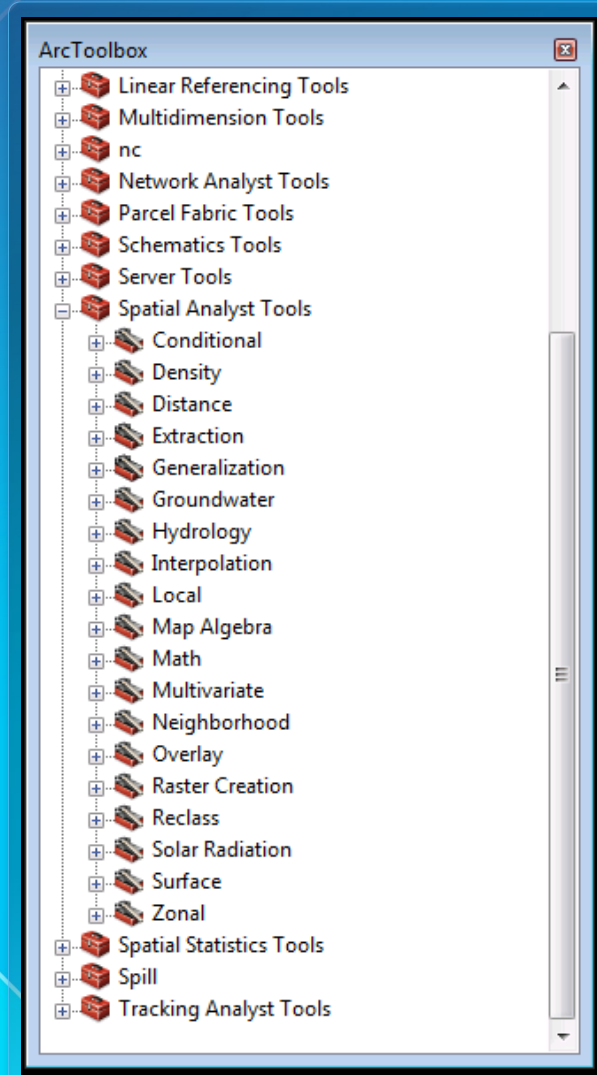 ArcToolbox
Linear Referencing Tools
Multidimension Tools
nc
Network Analyst Tools
Parcel Fabric Tools
Schematics Tools
Server Tools
Spatial Analyst Tools
Conditional
Density
Distance
Extraction
Generalization
Groundwater
Hydrology
Interpolation
Local
Map Algebra
Math
Multivariate
Neighborhood
Overlay
Raster Creation
Reclass
Solar Radiation
Surface
Zonal
Spatial Statistics Tools
Spill
Tracking Analyst Tools